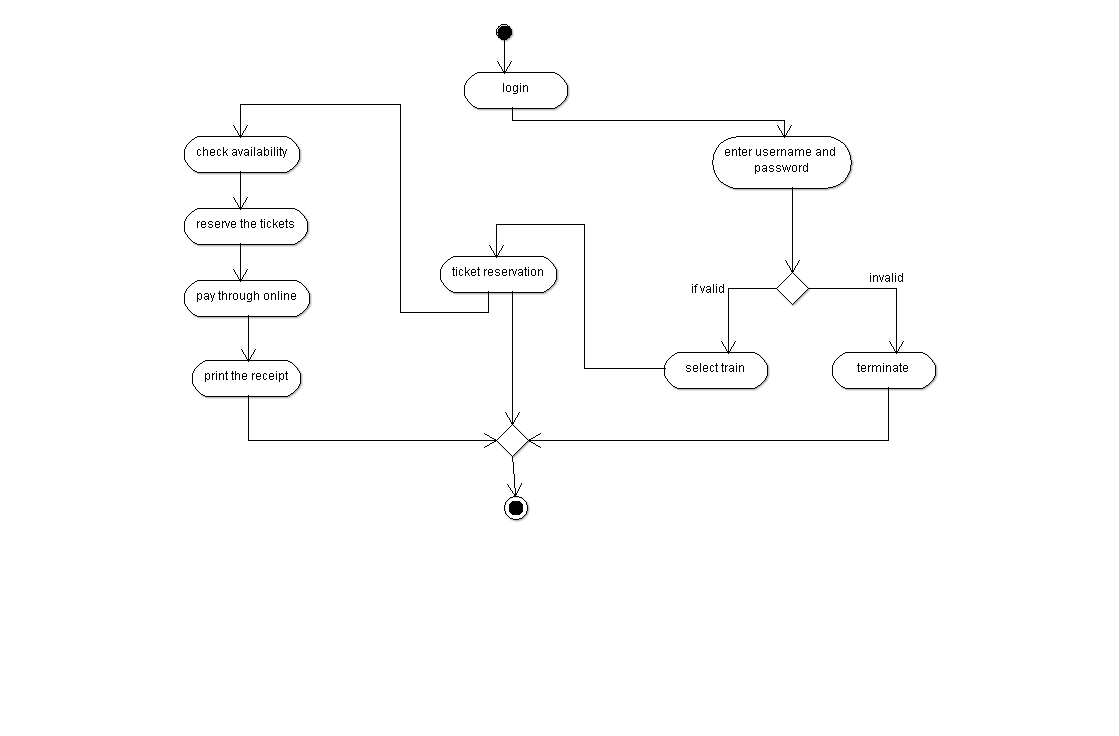 login
check availability
enter username and
password
reserve the tickets
ticket reservation
invalid
if valid
pay through online
select train
terminate
print the receipt